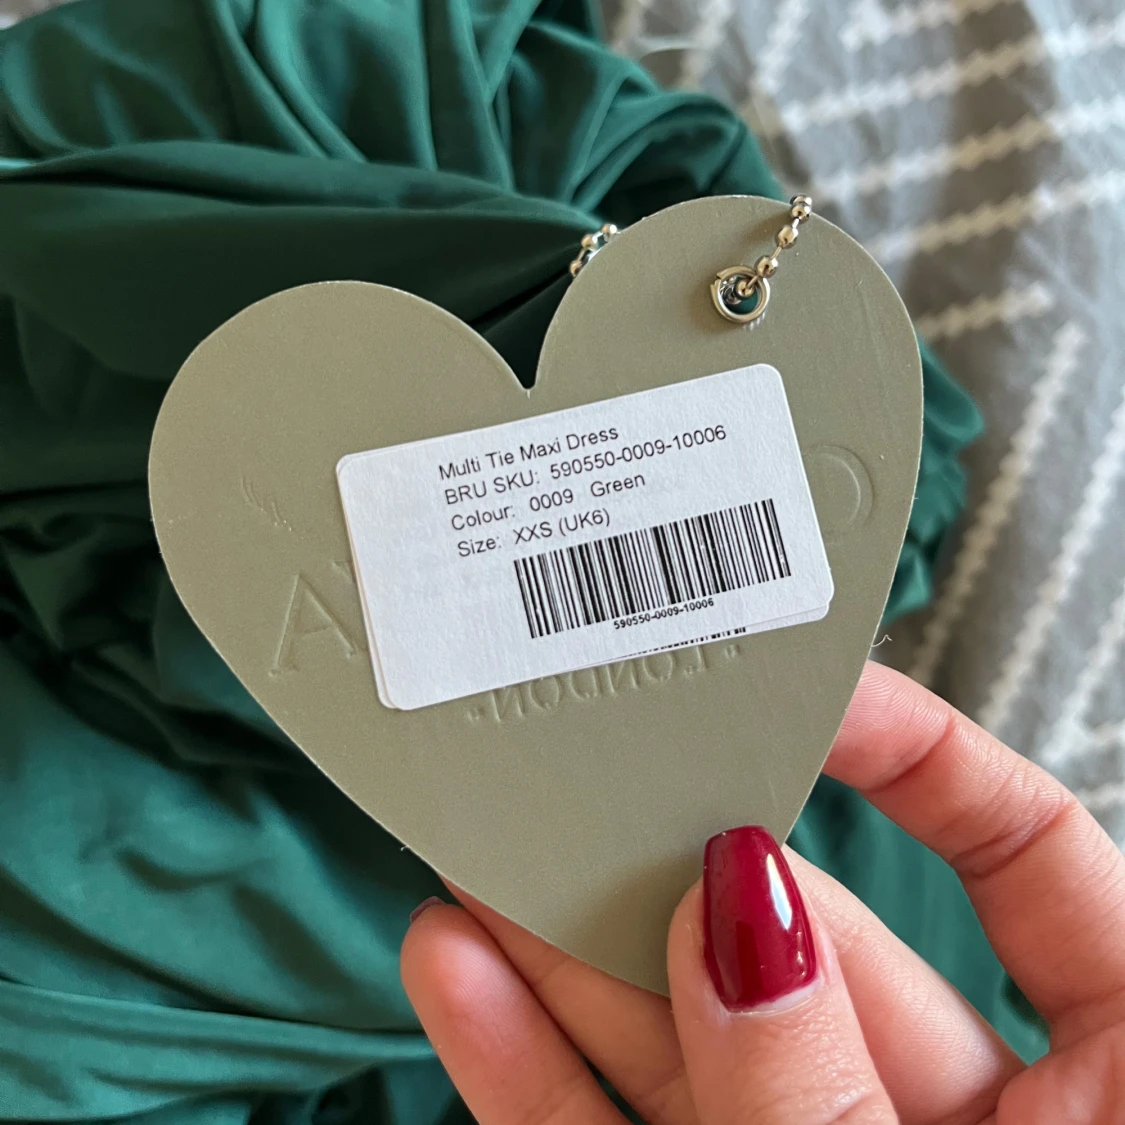 Multi Tie Maxi Dress
BRU SKU: 590550-0009-10006
Colour: 0009 Green
Size: XXS (UK6)
590550-0009-10006
"LONDON"